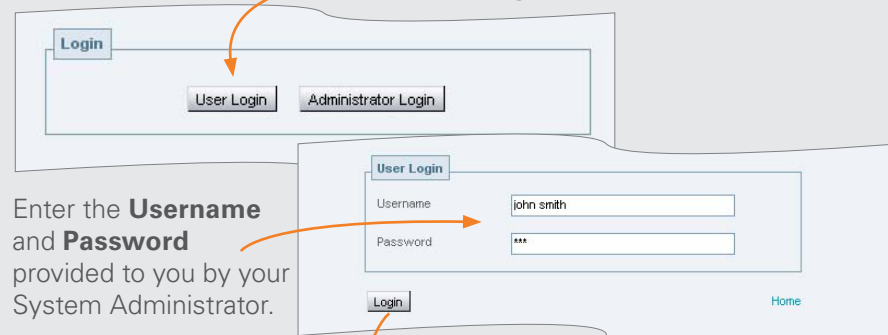 Login
User Login Administrator Login
User Login
Username john smith
Password ***
Login Home
Enter the Username
and Password
provided to you by your
System Administrator.